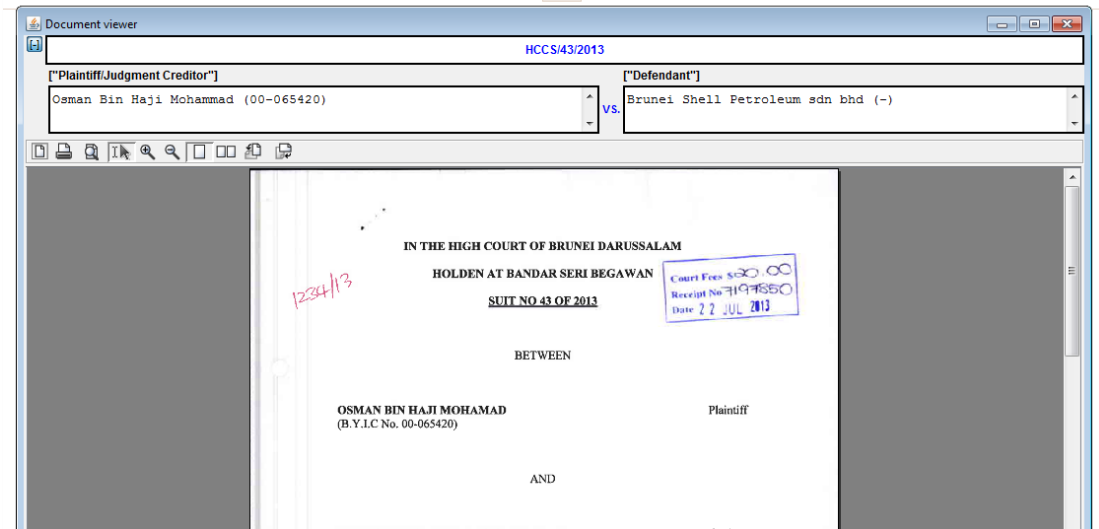 Document viewer
HCCS/43/2013
["Plaintiff/Judgment Creditor"]
["Defendant"]
Osman Bin Haji Mohammad (00-065420)
vs.
Brunei Shell Petroleum sdn bhd (-)
IN THE HIGH COURT OF BRUNEI DARUSSALAM
HOLDEN AT BANDAR SERI BEGAWAN
1234/13
SUIT NO 43 OF 2013
Court Fees $20.00
Receipt No 7197850
Date 22 JUL 2013
BETWEEN
OSMAN BIN HAJI MOHAMAD
Plaintiff
(B.Y.I.C No. 00-065420)
AND